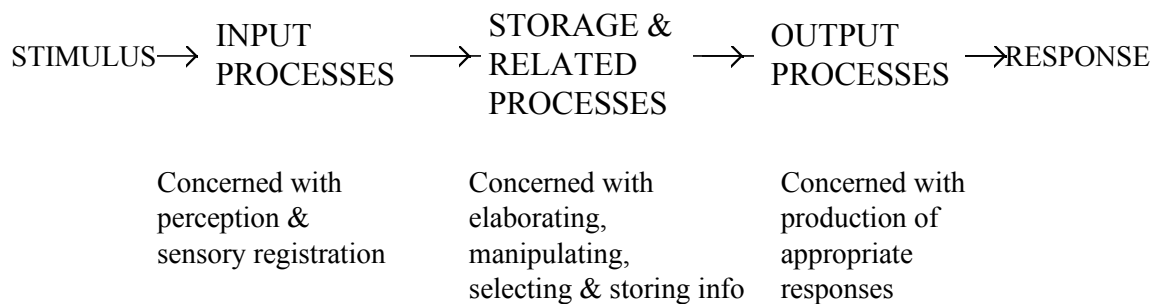 STIMULUS
INPUT
PROCESSES
STORAGE &
RELATED
PROCESSES
OUTPUT
PROCESSES
RESPONSE
Concerned with
perception &
sensory registration
Concerned with
elaborating,
manipulating,
selecting & storing info
Concerned with
production of
appropriate
responses